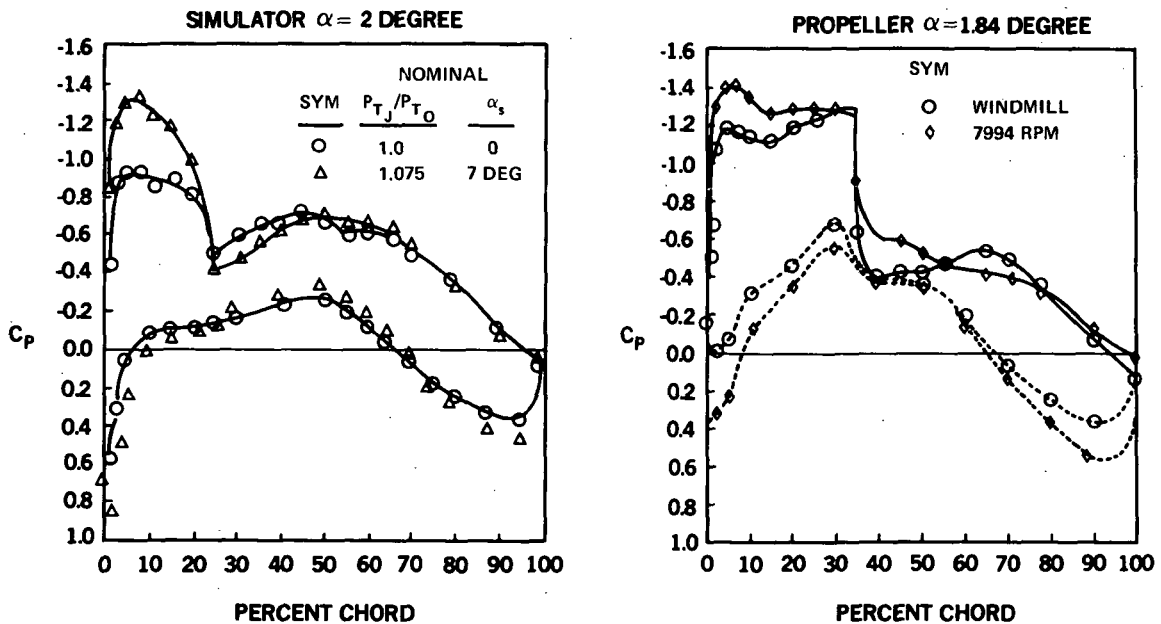 SIMULATOR α = 2 DEGREE
-1.6
-1.4
-1.2
-1.0
-0.8
-0.6
-0.4
-0.2
0.0
0.2
0.4
0.6
0.8
1.0
CP
NOMINAL
SYM PTJ/PTO αs
1.0 0
1.075 7 DEG
0 10 20 30 40 50 60 70 80 90 100
PERCENT CHORD
PROPELLER α = 1.84 DEGREE
-1.6
-1.4
-1.2
-1.0
-0.8
-0.6
-0.4
-0.2
0.0
0.2
0.4
0.6
0.8
1.0
CP
SYM
WINDMILL
7994 RPM
0 10 20 30 40 50 60 70 80 90 100
PERCENT CHORD